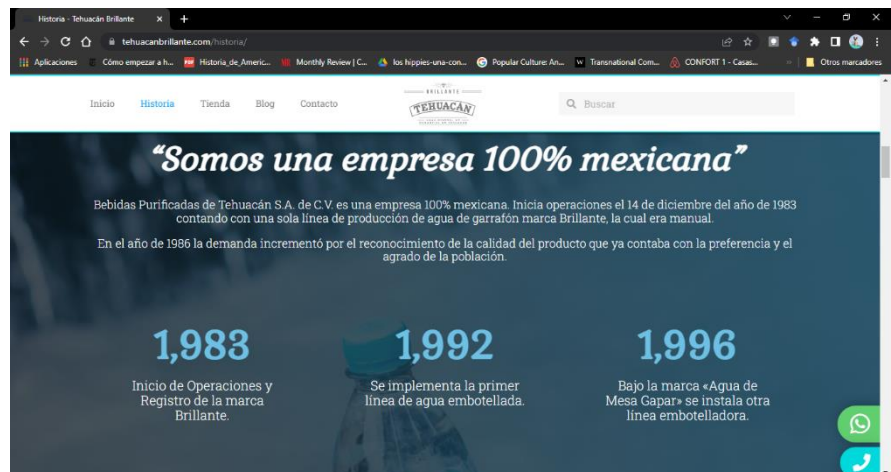 Historia - Tehuacán Brillante
tehuacanbrillante.com/historia/
Aplicaciones
Cómo empezar a h...
Historia_de_Americ...
Monthly Review | C...
los hippies-una-con...
Popular Culture: An...
Transnational Com...
CONFORT 1 - Casas...
Otros marcadores
Inicio
Historia
Tienda
Blog
Contacto
BRILLANTE
TEHUACÁN
Buscar
“Somos una empresa 100% mexicana”
Bebidas Purificadas de Tehuacán S.A. de C.V. es una empresa 100% mexicana. Inicia operaciones el 14 de diciembre del año de 1983
contando con una sola línea de producción de agua de garrafón marca Brillante, la cual era manual.
En el año de 1986 la demanda incrementó por el reconocimiento de la calidad del producto que ya contaba con la preferencia y el
agrado de la población.
1,983
Inicio de Operaciones y
Registro de la marca
Brillante.
1,992
Se implementa la primer
línea de agua embotellada.
1,996
Bajo la marca «Agua de
Mesa Gapar» se instala otra
línea embotelladora.